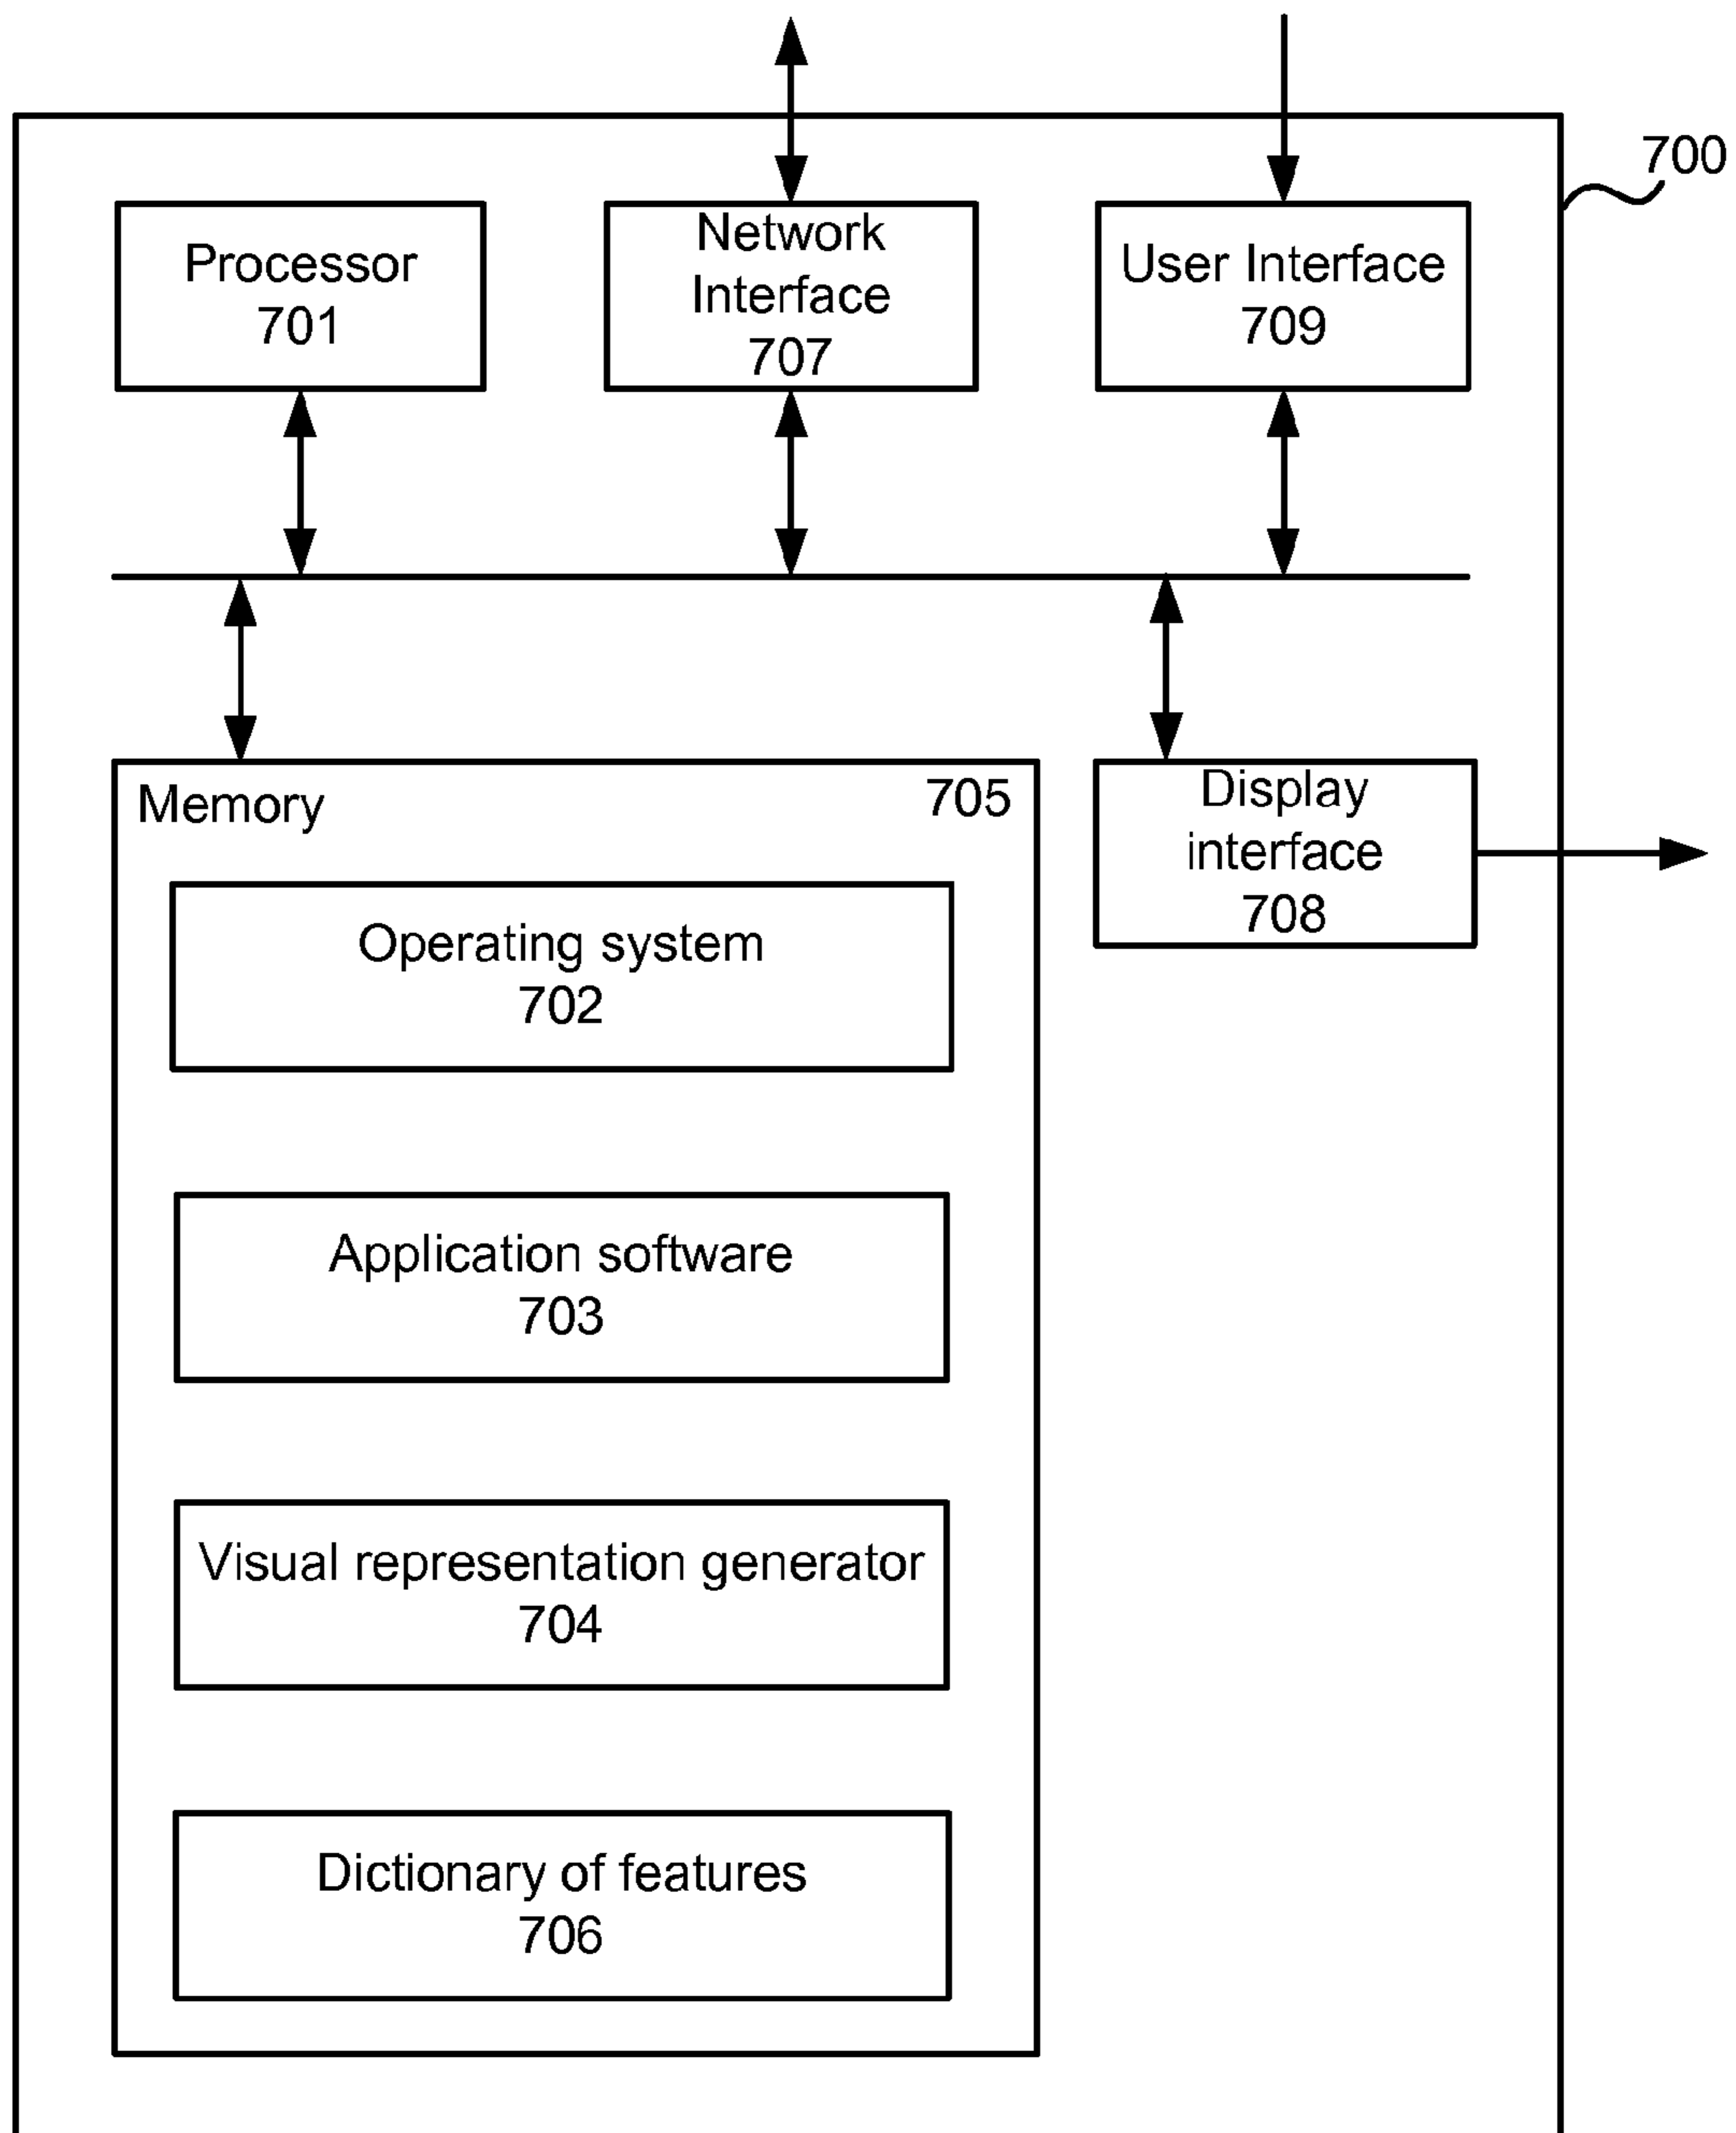 700
Processor
701
Network
Interface
707
User Interface
709
Memory
705
Display
interface
708
Operating system
702
Application software
703
Visual representation generator
704
Dictionary of features
706